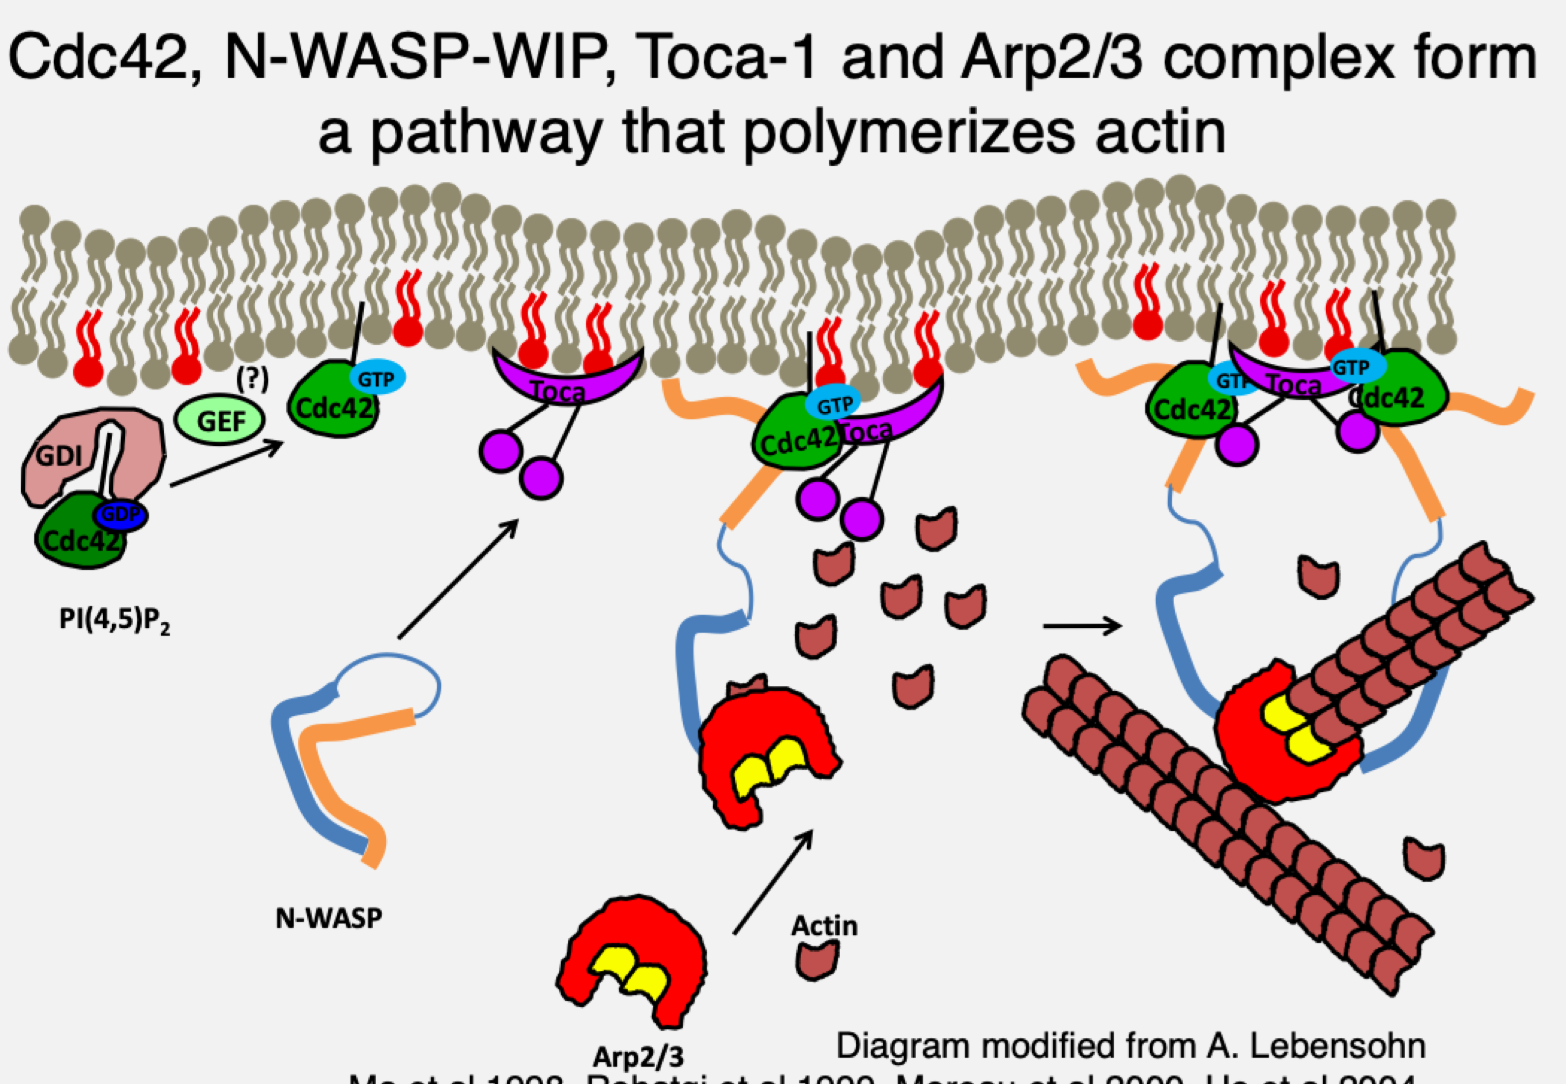 Cdc42, N-WASP-WIP, Toca-1 and Arp2/3 complex form
a pathway that polymerizes actin
(?)
GEF
GTP
Cdc42
GDI
GDP
Cdc42
PI(4,5)P2
Toca
GTP
Cdc42
Toca
GTP
Cdc42
Toca
GTP
Cdc42
N-WASP
Actin
Arp2/3
Diagram modified from A. Lebensohn